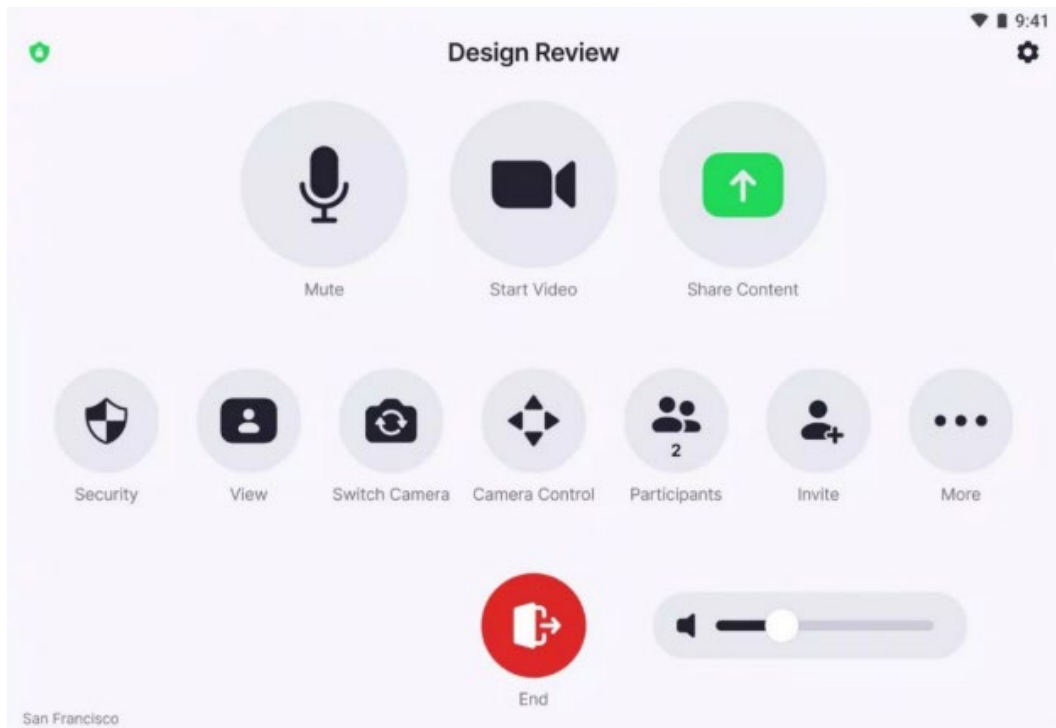 9:41
Design Review
Mute
Start Video
Share Content
2
Security
View
Switch Camera
Camera Control
Participants
Invite
More
End
San Francisco